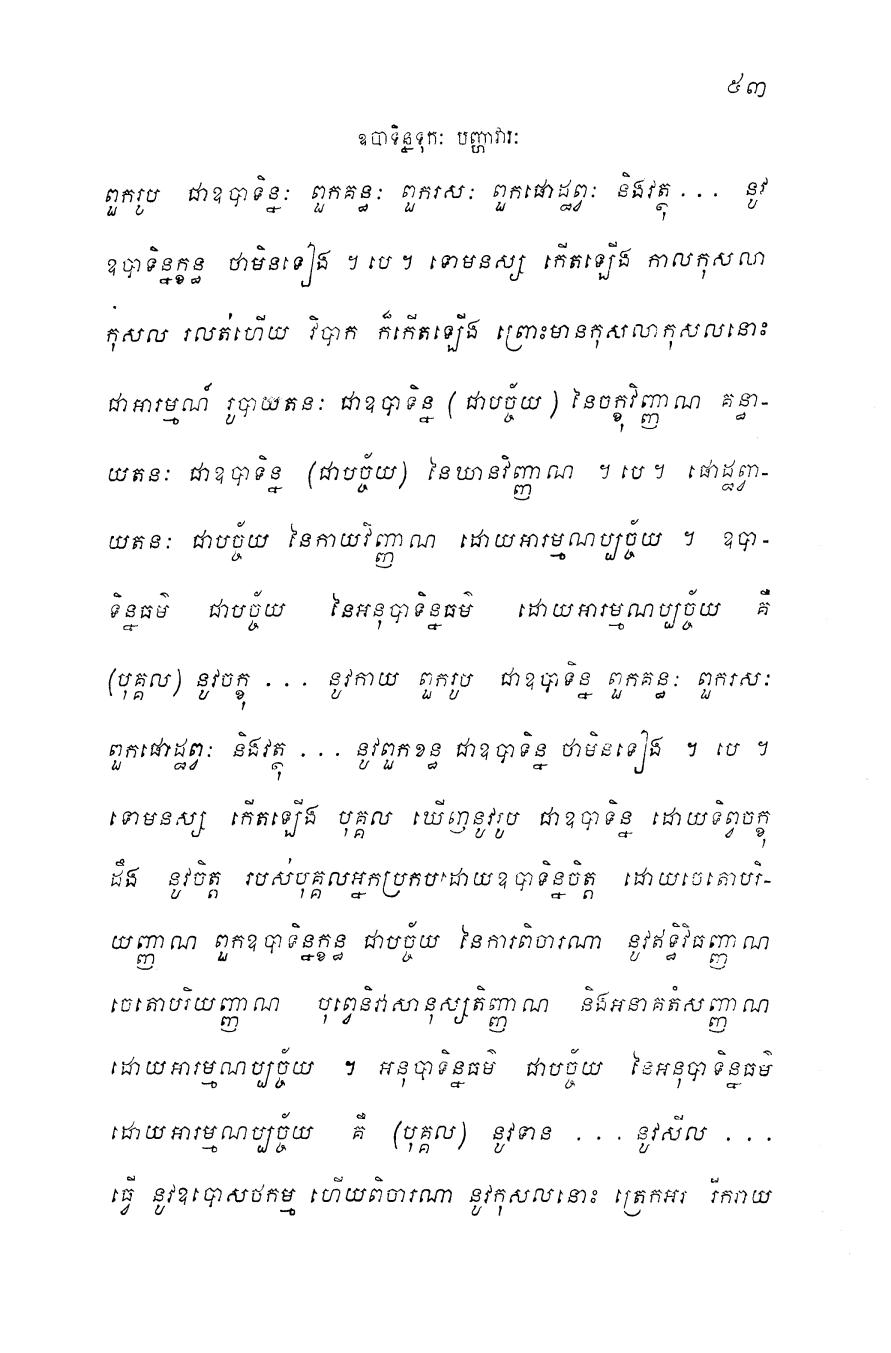 ៥៣
ឧបាទិន្នទុកៈ បញ្ហាវារៈ
ពួករូប ជាឧបាទិន្នៈ ពួកគន្ធៈ ពួករសៈ ពួកផោដ្ឋព្វៈ និងវត្ថុ ... នូវ
ឧបាទិន្នក្ខន្ធ ថាមិនទៀង ។ បេ ។ ទោមនស្ស កើតឡើង កាលកុសលា
កុសល រលត់ហើយ វិបាក ក៏កើតឡើង ព្រោះមានកុសលាកុសលនោះ
ជាអារម្មណ៍ រូបាយតនៈ ជាឧបាទិន្ន (ជាបច្ច័យ) នៃចក្ខុវិញ្ញាណ គន្ធា-
យតនៈ ជាឧបាទិន្ន (ជាបច្ច័យ) នៃឃានវិញ្ញាណ ។ បេ ។ ផោដ្ឋព្វា-
យតនៈ ជាបច្ច័យ នៃកាយវិញ្ញាណ ដោយអារម្មណប្បច្ច័យ ។ ឧបា-
ទិន្នធម៌ ជាបច្ច័យ នៃអនុបាទិន្នធម៌ ដោយអារម្មណប្បច្ច័យ គឺ
(បុគ្គល) នូវចក្ខុ ... នូវកាយ ពួករូប ជាឧបាទិន្ន ពួកគន្ធៈ ពួករសៈ
ពួកផោដ្ឋព្វៈ និងវត្ថុ ... នូវពួកខន្ធ ជាឧបាទិន្ន ថាមិនទៀង ។ បេ ។
ទោមនស្ស កើតឡើង បុគ្គល ឃើញនូវរូប ជាឧបាទិន្ន ដោយទិព្វចក្ខុ
ដឹង នូវចិត្ត របស់បុគ្គលអ្នកប្រកបដោយឧបាទិន្នចិត្ត ដោយចេតោបរិ-
យញ្ញាណ ពួកឧបាទិន្នក្ខន្ធ ជាបច្ច័យ នៃការពិចារណា នូវឥទ្ធិវិធញ្ញាណ
ចេតោបរិយញ្ញាណ បុព្វេនិវាសានុស្សតិញ្ញាណ និងអនាគតំសញ្ញាណ
ដោយអារម្មណប្បច្ច័យ ។ អនុបាទិន្នធម៌ ជាបច្ច័យ នៃអនុបាទិន្នធម៌
ដោយអារម្មណប្បច្ច័យ គឺ (បុគ្គល) នូវទាន ... នូវសីល ...
ធ្វើ នូវឧបោសថកម្ម ហើយពិចារណា នូវកុសលនោះ ត្រេកអរ រីករាយ